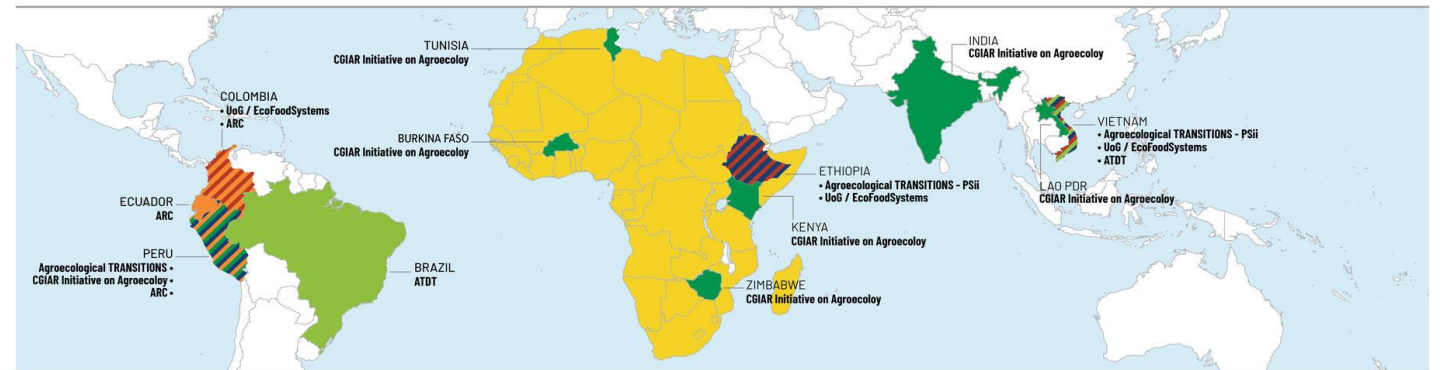 TUNISIA
CGIAR Initiative on Agroecoloy
INDIA
CGIAR Initiative on Agroecoloy
COLOMBIA
• UoG / EcoFoodSystems
• ARC
BURKINA FASO
CGIAR Initiative on Agroecoloy
VIETNAM
• Agroecological TRANSITIONS - PSii
• UoG / EcoFoodSystems
• ATDT
ETHIOPIA
• Agroecological TRANSITIONS - PSii
• UoG / EcoFoodSystems
LAO PDR
CGIAR Initiative on Agroecoloy
ECUADOR
ARC
KENYA
CGIAR Initiative on Agroecoloy
PERU
Agroecological TRANSITIONS •
CGIAR Initiative on Agroecoloy •
ARC •
BRAZIL
ATDT
ZIMBABWE
CGIAR Initiative on Agroecoloy